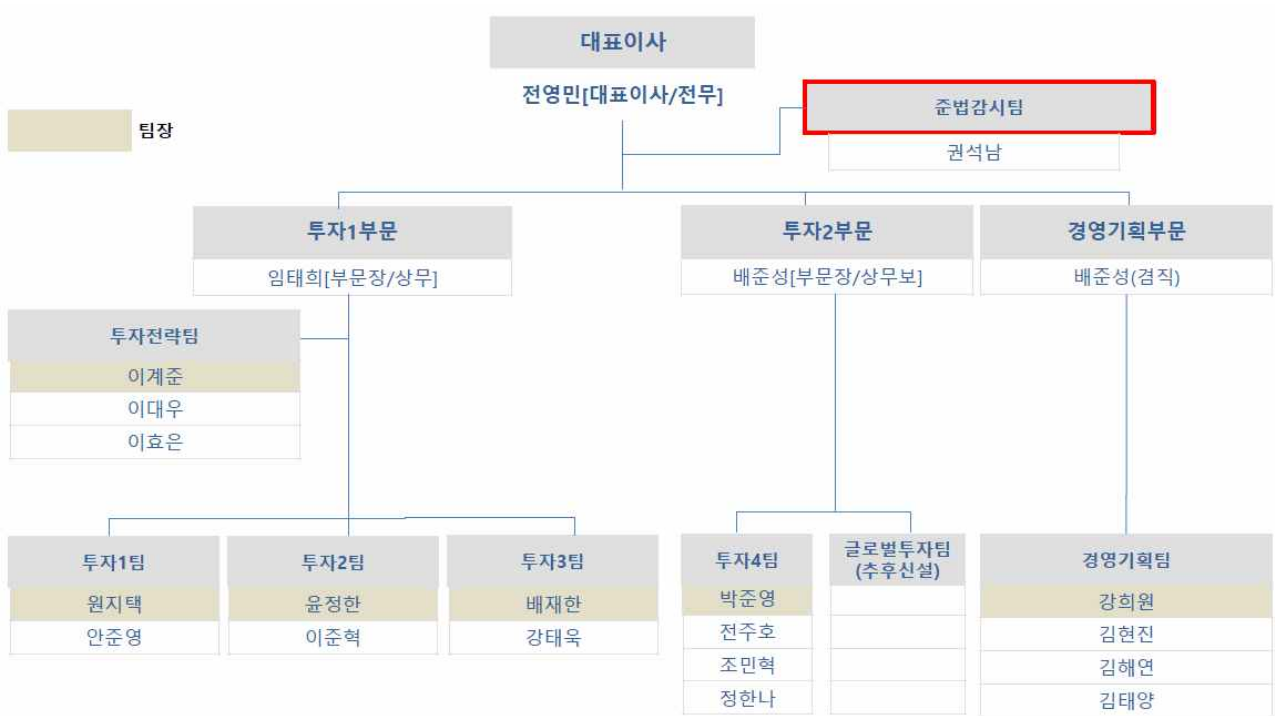 대표이사
전영민[대표이사/전무]
팀장
준법감시팀
권석남
투자1부문
임태희[부문장/상무]
투자2부문
배준성[부문장/상무보]
경영기획부문
배준성(겸직)
투자전략팀
이계준
이대우
이효은
투자1팀
원지택
안준영
투자2팀
윤정한
이준혁
투자3팀
배재한
강태욱
투자4팀
박준영
전주호
조민혁
정한나
글로벌투자팀
(추후신설)
경영기획팀
강희원
김현진
김해연
김태양